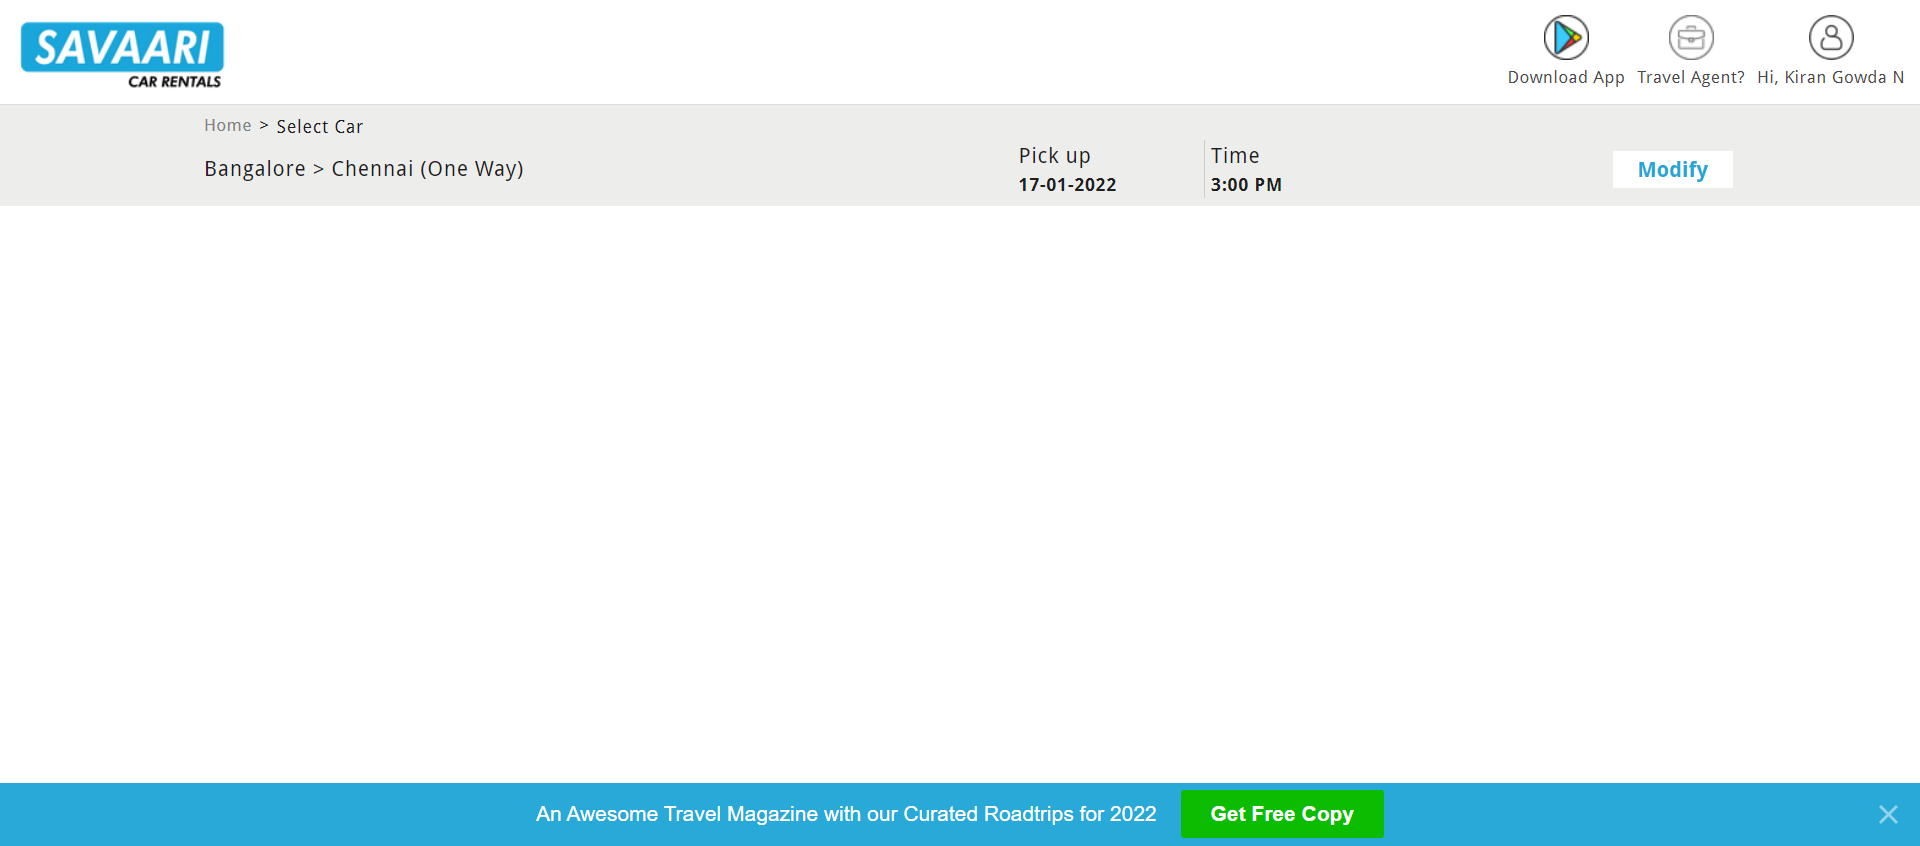 SAVAARI
CAR RENTALS
Download App
Travel Agent?
Hi, Kiran Gowda N
Home > Select Car
Bangalore > Chennai (One Way)
Pick up
17-01-2022
Time
3:00 PM
Modify
An Awesome Travel Magazine with our Curated Roadtrips for 2022
Get Free Copy